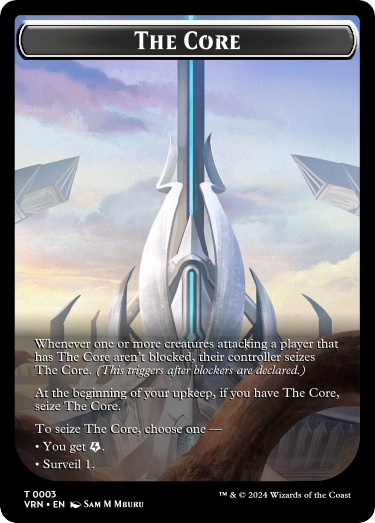 THE CORE
Whenever one or more creatures attacking a player that
has The Core aren't blocked, their controller seizes
The Core. (This triggers after blockers are declared.)
At the beginning of your upkeep, if you have The Core,
seize The Core.
To seize The Core, choose one —
• You get .
• Surveil 1.
T 0003
VRN • EN SAM M MBURU
™ & © 2024 Wizards of the Coast